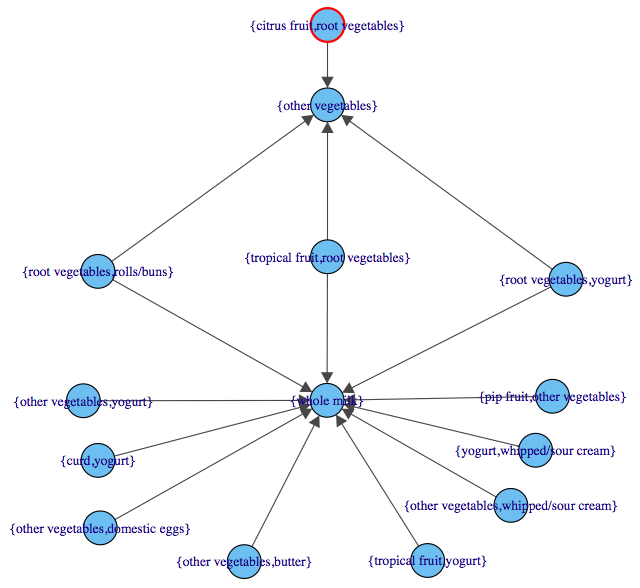 {citrus fruit,root vegetables}
{other vegetables}
{tropical fruit,root vegetables}
{root vegetables,rolls/buns}
{root vegetables,yogurt}
{other vegetables,yogurt}
{whole milk}
{pip fruit,other vegetables}
{curd,yogurt}
{yogurt,whipped/sour cream}
{other vegetables,whipped/sour cream}
{other vegetables,domestic eggs}
{other vegetables,butter}
{tropical fruit,yogurt}